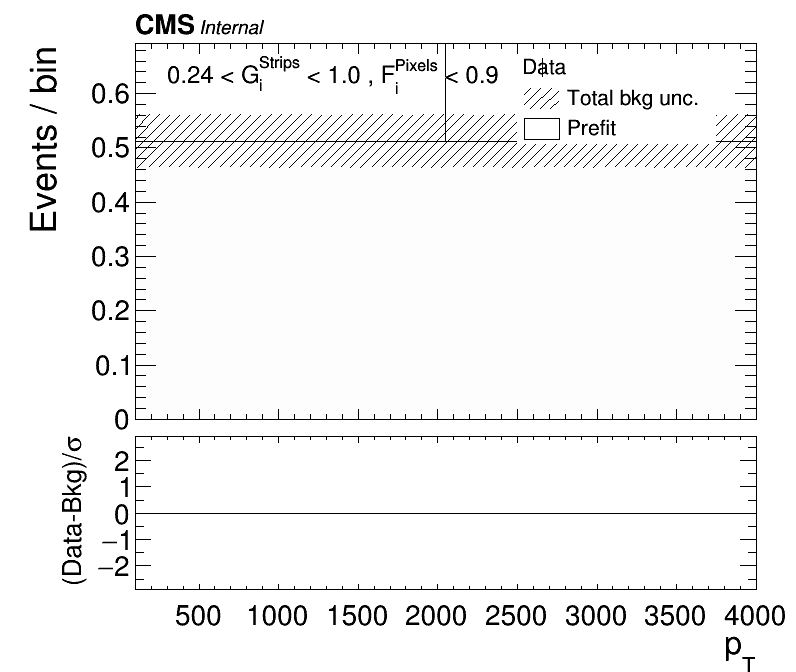 CMS Internal
0.24 < G_i^Strips < 1.0 , F_i^Pixels < 0.9
Data
Total bkg unc.
Prefit
Events / bin
0.6
0.5
0.4
0.3
0.2
0.1
0
(Data-Bkg)/σ
2
1
0
−1
−2
500 1000 1500 2000 2500 3000 3500 4000
p_T